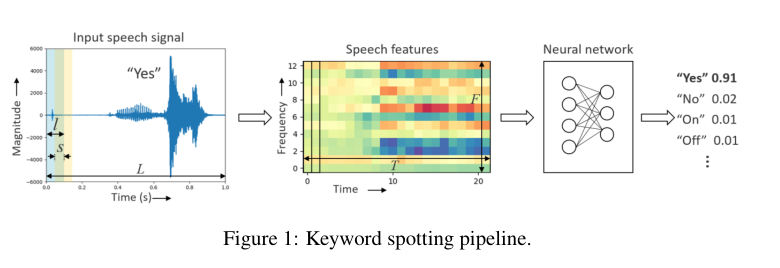 Input speech signal
6000
4000
2000
0
−2000
−4000
−6000
Magnitude
"Yes"
l
s
L
0.0 0.2 0.4 0.6 0.8 1.0
Time (s)
Speech features
12
10
8
6
4
2
0
Frequency
F
T
0 10 20
Time
Neural network
"Yes" 0.91
"No" 0.02
"On" 0.01
"Off" 0.01
⋮
Figure 1: Keyword spotting pipeline.